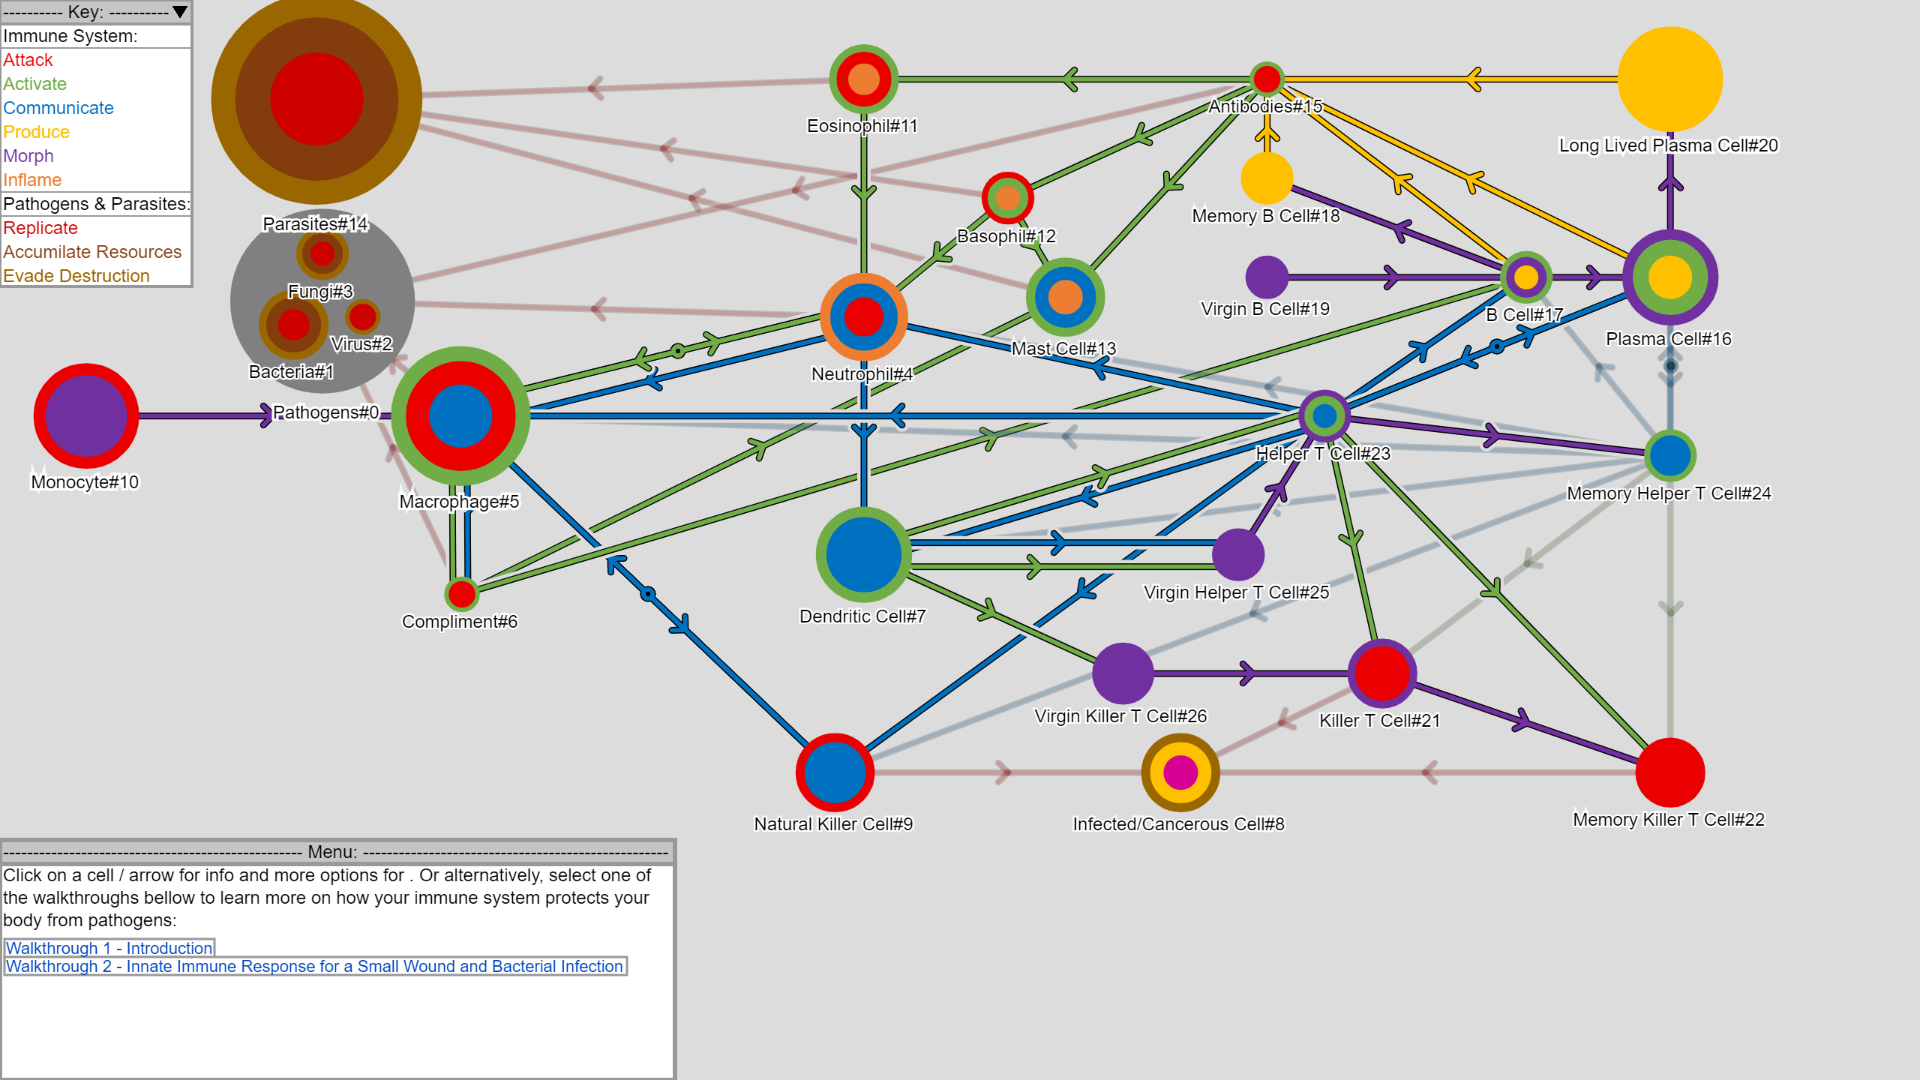 ---------- Key: ---------- ▼
Immune System:
Attack
Activate
Communicate
Produce
Morph
Inflame
Pathogens & Parasites:
Replicate
Accumilate Resources
Evade Destruction
Eosinophil#11
Antibodies#15
Long Lived Plasma Cell#20
Parasites#14
Basophil#12
Memory B Cell#18
Fungi#3
Virus#2
Bacteria#1
Pathogens#0
Virgin B Cell#19
B Cell#17
Plasma Cell#16
Mast Cell#13
Neutrophil#4
Monocyte#10
Macrophage#5
Helper T Cell#23
Memory Helper T Cell#24
Compliment#6
Dendritic Cell#7
Virgin Helper T Cell#25
Virgin Killer T Cell#26
Killer T Cell#21
Natural Killer Cell#9
Infected/Cancerous Cell#8
Memory Killer T Cell#22
-------------------------------------------------- Menu: ---------------------------------------------------
Click on a cell / arrow for info and more options for . Or alternatively, select one of
the walkthroughs bellow to learn more on how your immune system protects your
body from pathogens:
Walkthrough 1 - Introduction
Walkthrough 2 - Innate Immune Response for a Small Wound and Bacterial Infection